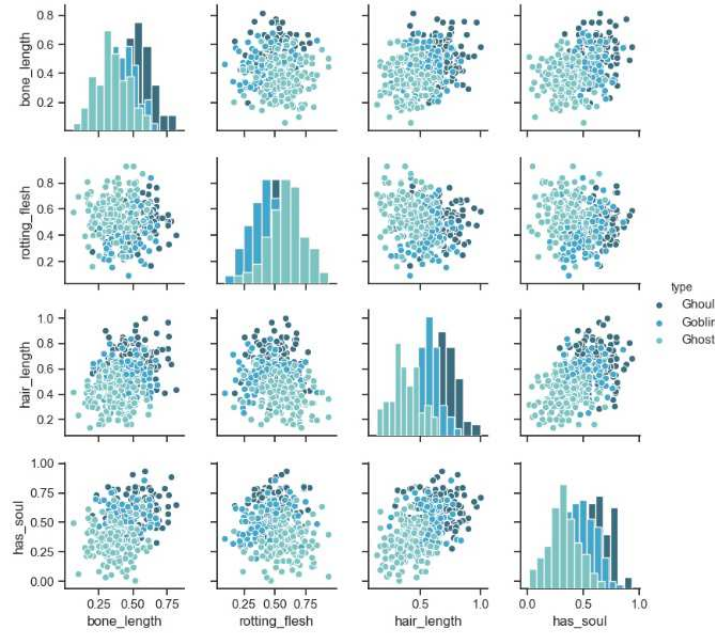 bone_length
0.8
0.6
0.4
0.2
rotting_flesh
0.8
0.6
0.4
0.2
type
Ghoul
Goblin
Ghost
hair_length
1.0
0.8
0.6
0.4
0.2
has_soul
1.00
0.75
0.50
0.25
0.00
0.25 0.50 0.75
0.25 0.50 0.75
0.5 1.0
0.0 0.5 1.0
bone_length
rotting_flesh
hair_length
has_soul